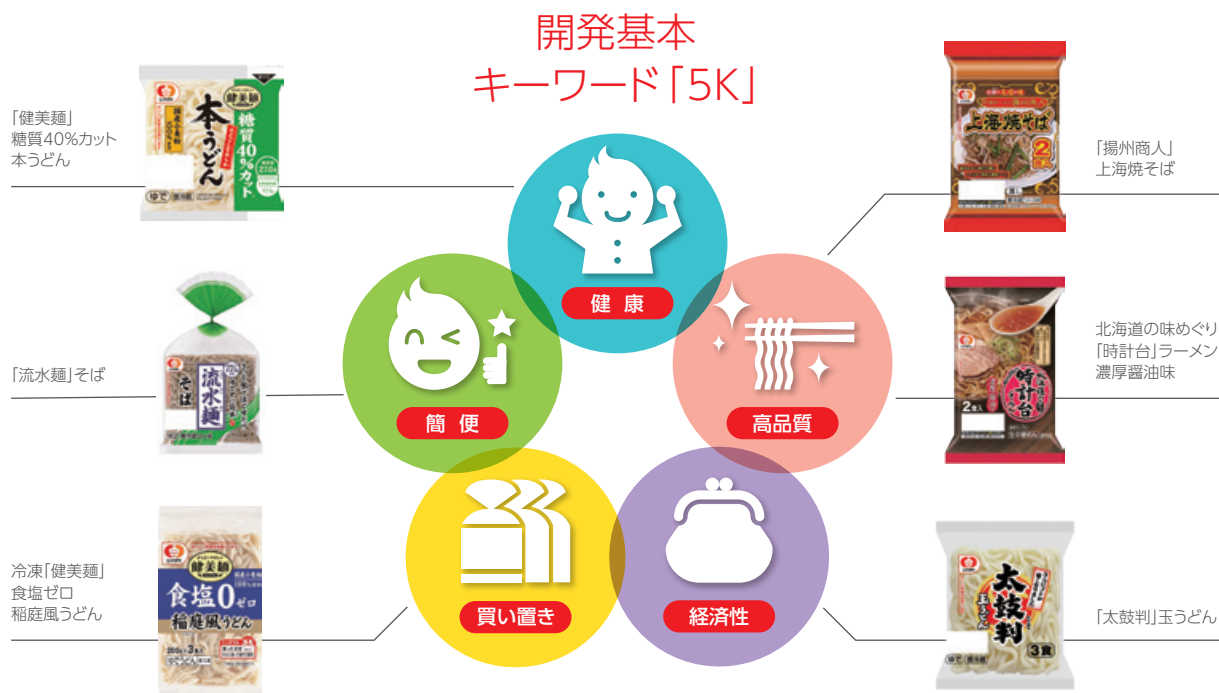 開発基本
キーワード「5K」
「健美麺」
糖質40%カット
本うどん
健美麺
本うどん
糖質40%カット
ゆで
「揚州商人」
上海焼そば
上海焼そば
2
健康
簡便
高品質
買い置き
経済性
「流水麺」そば
流水麺
そば
北海道の味めぐり
「時計台」ラーメン
濃厚醤油味
時計台
2食入
冷凍「健美麺」
食塩ゼロ
稲庭風うどん
健美麺
食塩0ゼロ
稲庭風うどん
「太鼓判」玉うどん
太鼓判
玉うどん
ゆで
3食